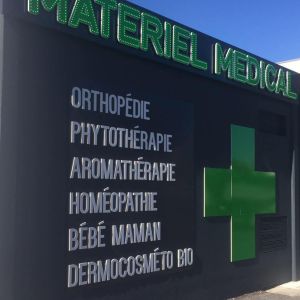 MATERIEL MEDICAL
ORTHOPÉDIE
PHYTOTHÉRAPIE
AROMATHÉRAPIE
HOMÉOPATHIE
BÉBÉ MAMAN
DERMOCOSMÉTO BIO